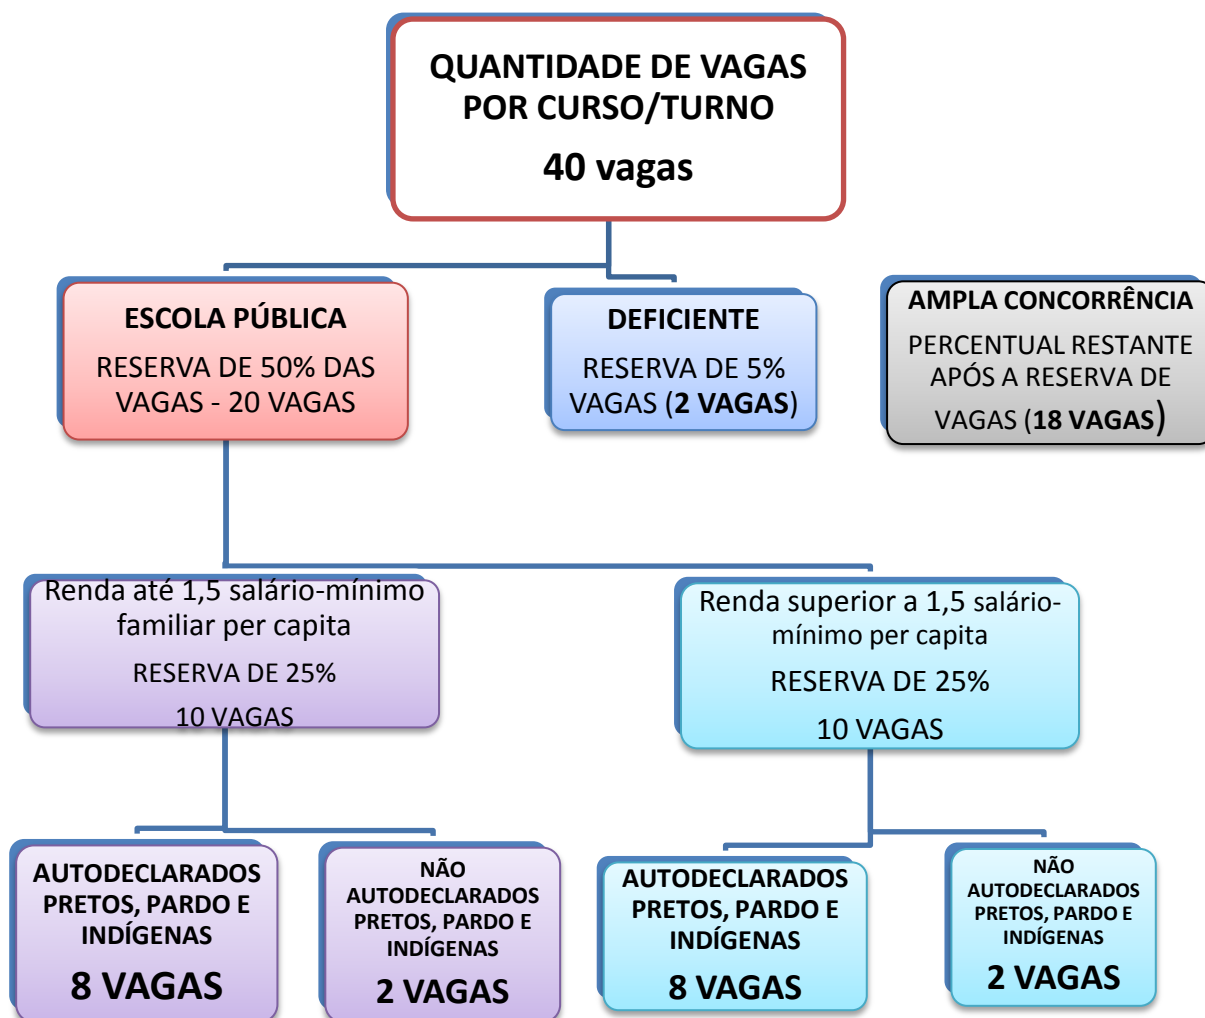 QUANTIDADE DE VAGAS
POR CURSO/TURNO
40 vagas
ESCOLA PÚBLICA
RESERVA DE 50% DAS
VAGAS - 20 VAGAS
DEFICIENTE
RESERVA DE 5%
VAGAS (2 VAGAS)
AMPLA CONCORRÊNCIA
PERCENTUAL RESTANTE
APÓS A RESERVA DE
VAGAS (18 VAGAS)
Renda até 1,5 salário-mínimo
familiar per capita
RESERVA DE 25%
10 VAGAS
Renda superior a 1,5 salário-
mínimo per capita
RESERVA DE 25%
10 VAGAS
AUTODECLARADOS
PRETOS, PARDO E
INDÍGENAS
8 VAGAS
NÃO
AUTODECLARADOS
PRETOS, PARDO E
INDÍGENAS
2 VAGAS
AUTODECLARADOS
PRETOS, PARDO E
INDÍGENAS
8 VAGAS
NÃO
AUTODECLARADOS
PRETOS, PARDO E
INDÍGENAS
2 VAGAS